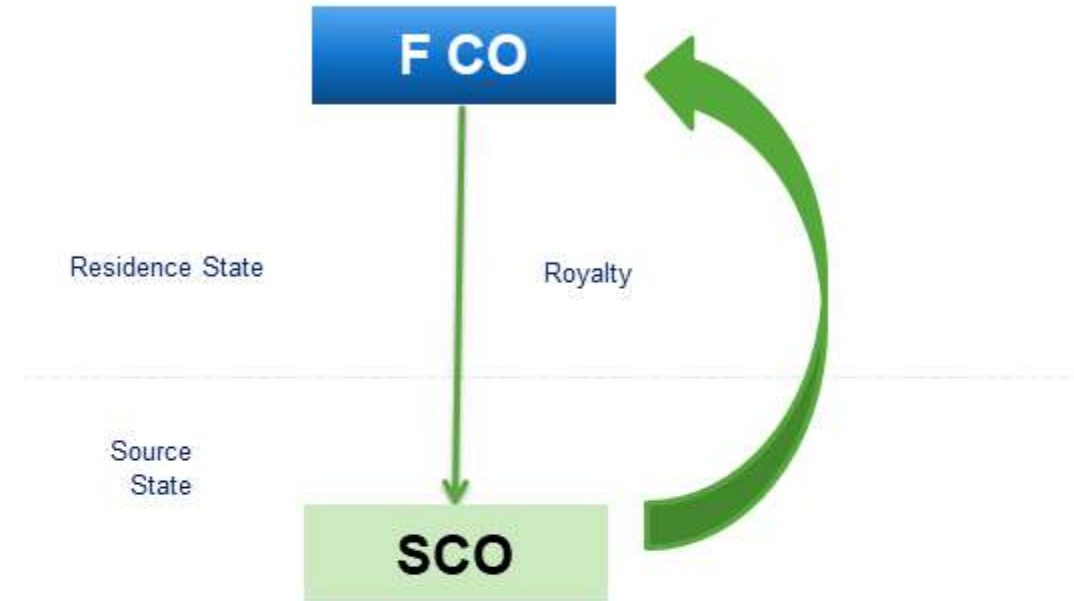 F CO
Residence State
Royalty
Source
State
SCO